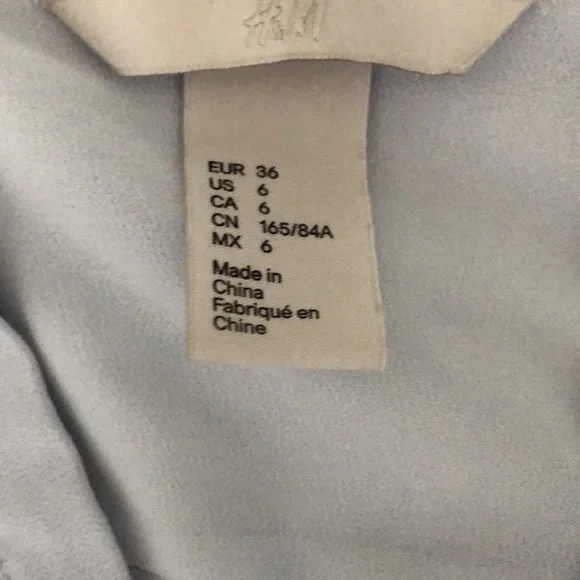 H&M
EUR 36
US 6
CA 6
CN 165/84A
MX 6
Made in
China
Fabriqué en
Chine